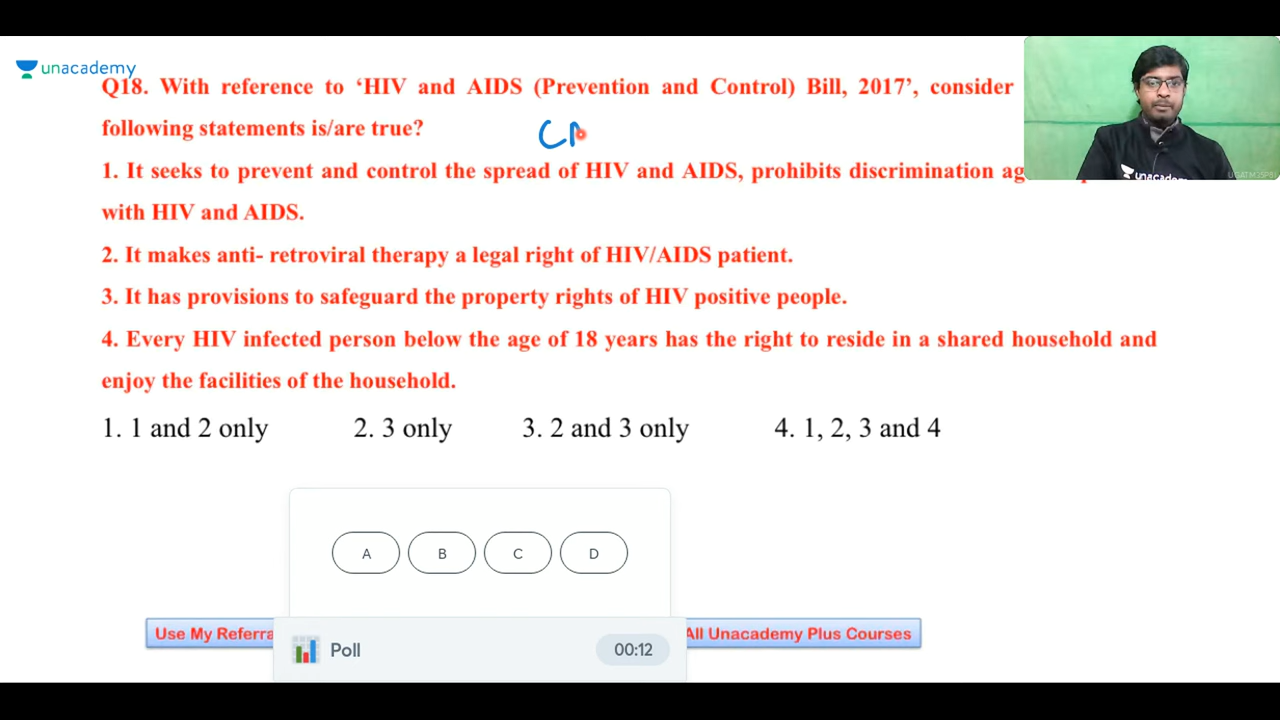 unacademy
Q18. With reference to ‘HIV and AIDS (Prevention and Control) Bill, 2017’, consider
following statements is/are true?
1. It seeks to prevent and control the spread of HIV and AIDS, prohibits discrimination
with HIV and AIDS.
2. It makes anti- retroviral therapy a legal right of HIV/AIDS patient.
3. It has provisions to safeguard the property rights of HIV positive people.
4. Every HIV infected person below the age of 18 years has the right to reside in a shared household and
enjoy the facilities of the household.
1. 1 and 2 only 2. 3 only 3. 2 and 3 only 4. 1, 2, 3 and 4
A B C D
Use My Referra All Unacademy Plus Courses
Poll 00:12
unacademy